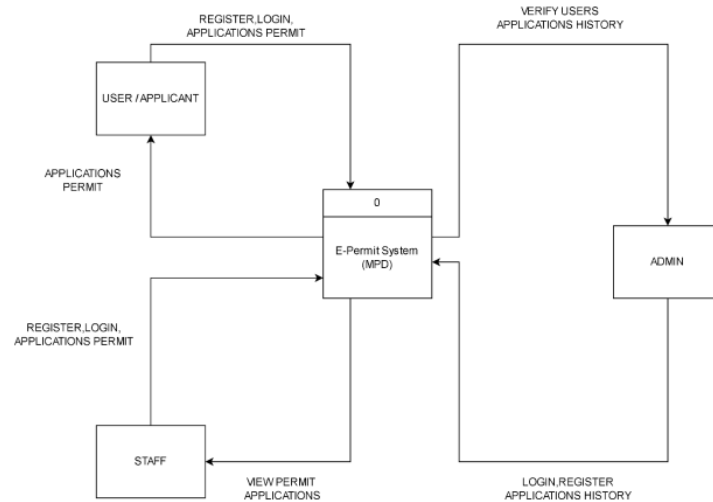 REGISTER,LOGIN,
APPLICATIONS PERMIT
VERIFY USERS
APPLICATIONS HISTORY
USER / APPLICANT
APPLICATIONS
PERMIT
0
E-Permit System
(MPD)
ADMIN
REGISTER,LOGIN,
APPLICATIONS PERMIT
STAFF
VIEW PERMIT
APPLICATIONS
LOGIN,REGISTER
APPLICATIONS HISTORY